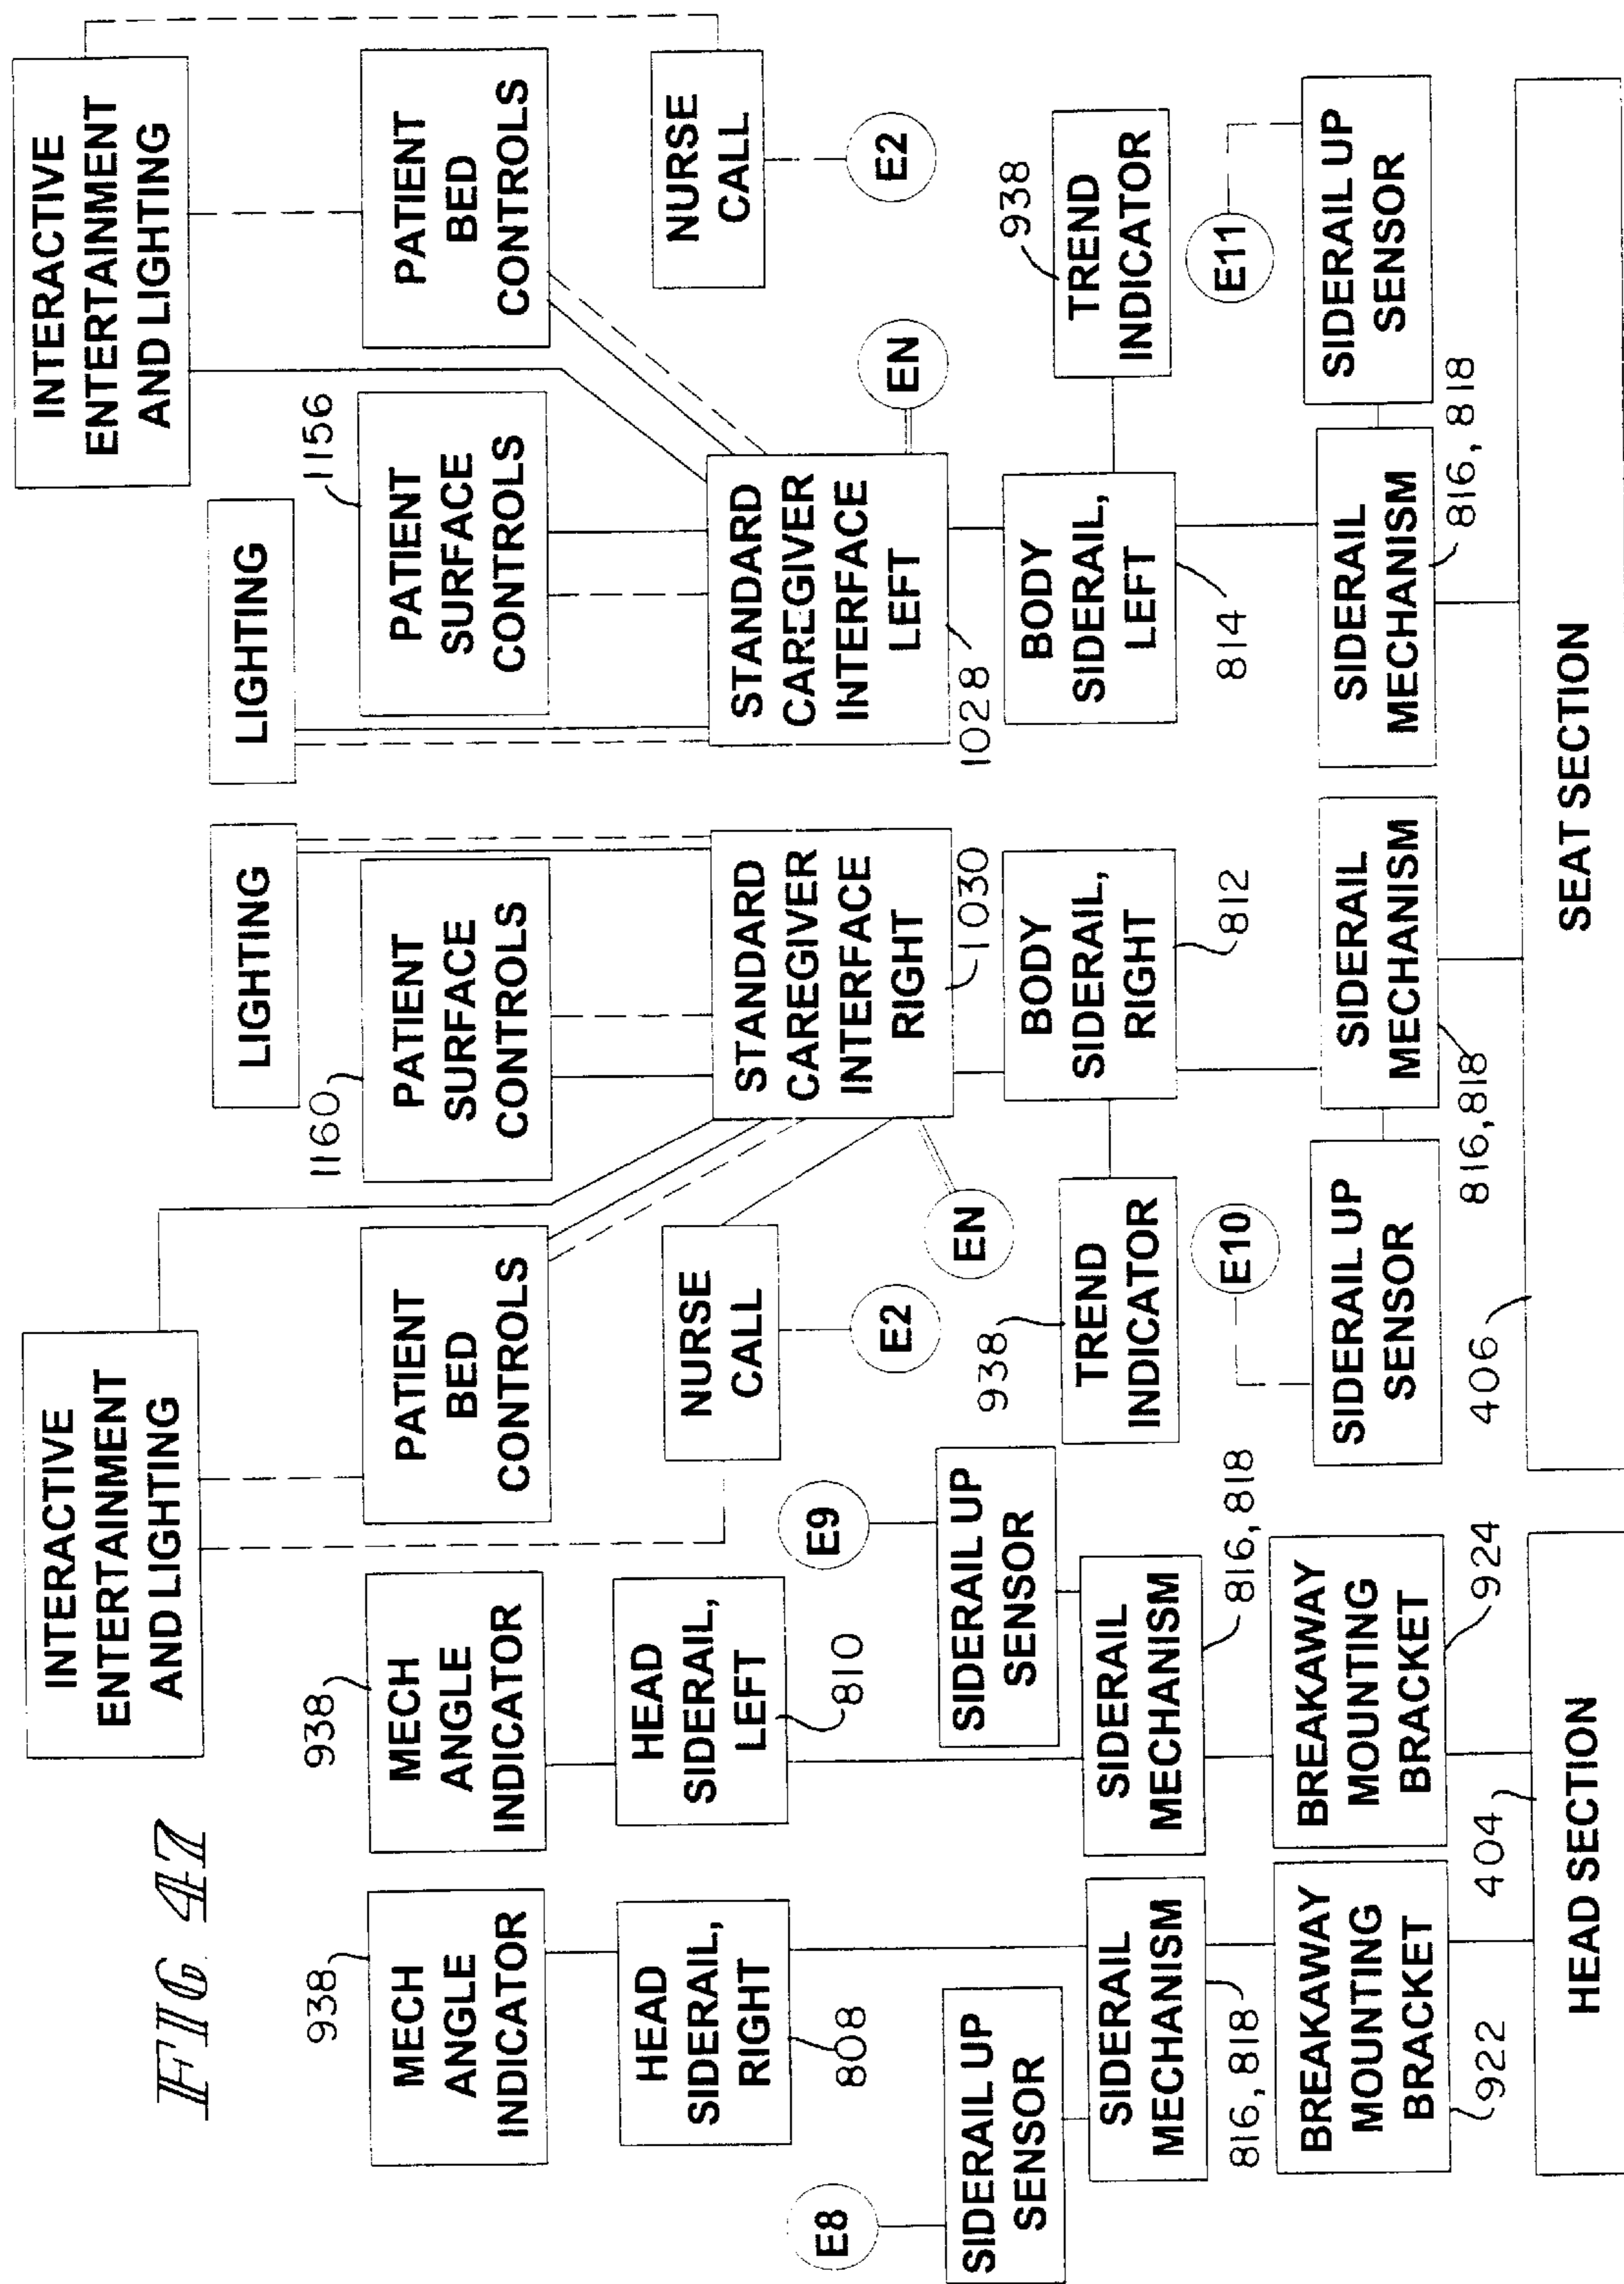 FIG 47
INTERACTIVE
ENTERTAINMENT
AND LIGHTING
INTERACTIVE
ENTERTAINMENT
AND LIGHTING
LIGHTING
LIGHTING
938
MECH
ANGLE
INDICATOR
938
MECH
ANGLE
INDICATOR
PATIENT
BED
CONTROLS
1160
PATIENT
SURFACE
CONTROLS
1156
PATIENT
SURFACE
CONTROLS
PATIENT
BED
CONTROLS
HEAD
SIDERAIL,
RIGHT
808
HEAD
SIDERAIL,
LEFT
810
NURSE
CALL
E2
STANDARD
CAREGIVER
INTERFACE
RIGHT
1030
EN
STANDARD
CAREGIVER
INTERFACE
LEFT
1028
EN
NURSE
CALL
E2
E8
SIDERAIL UP
SENSOR
E9
SIDERAIL UP
SENSOR
938
TREND
INDICATOR
BODY
SIDERAIL,
RIGHT
812
BODY
SIDERAIL,
LEFT
814
938
TREND
INDICATOR
SIDERAIL
MECHANISM
816, 818
SIDERAIL
MECHANISM
816, 818
E10
SIDERAIL UP
SENSOR
SIDERAIL
MECHANISM
816, 818
SIDERAIL
MECHANISM
816, 818
E11
SIDERAIL UP
SENSOR
BREAKAWAY
MOUNTING
BRACKET
922
BREAKAWAY
MOUNTING
BRACKET
924
404
HEAD SECTION
406
SEAT SECTION